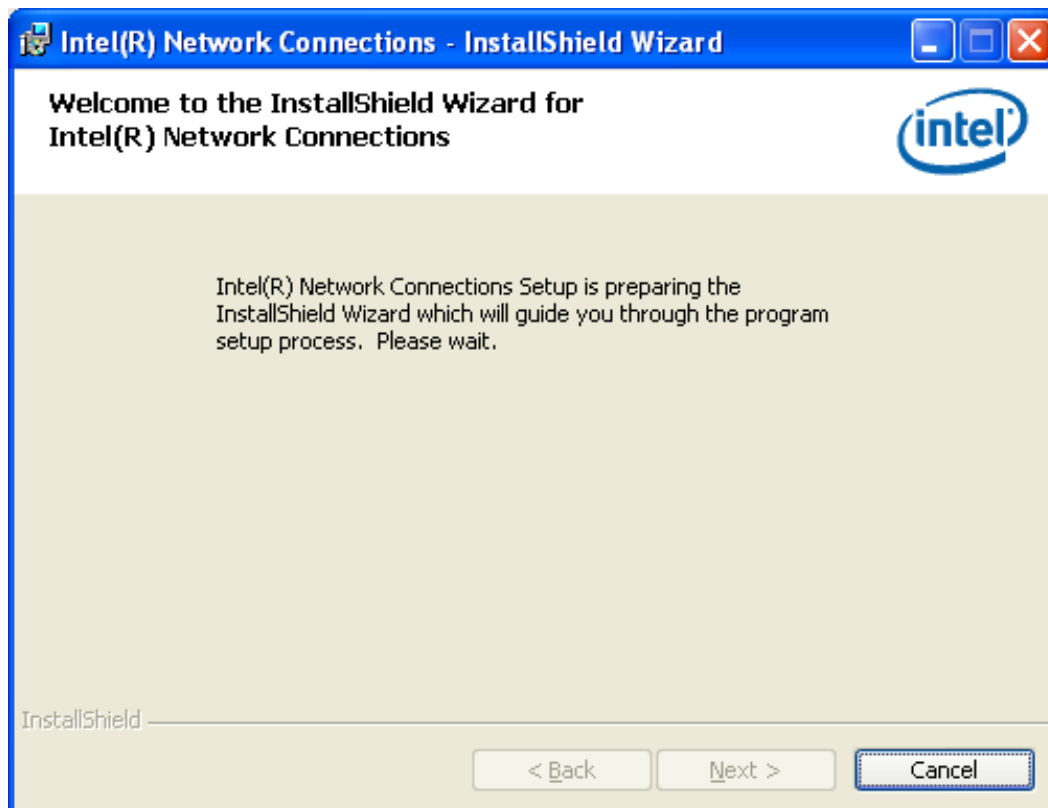 Intel(R) Network Connections - InstallShield Wizard
Welcome to the InstallShield Wizard for
Intel(R) Network Connections
intel
Intel(R) Network Connections Setup is preparing the
InstallShield Wizard which will guide you through the program
setup process.  Please wait.
InstallShield
< Back
Next >
Cancel